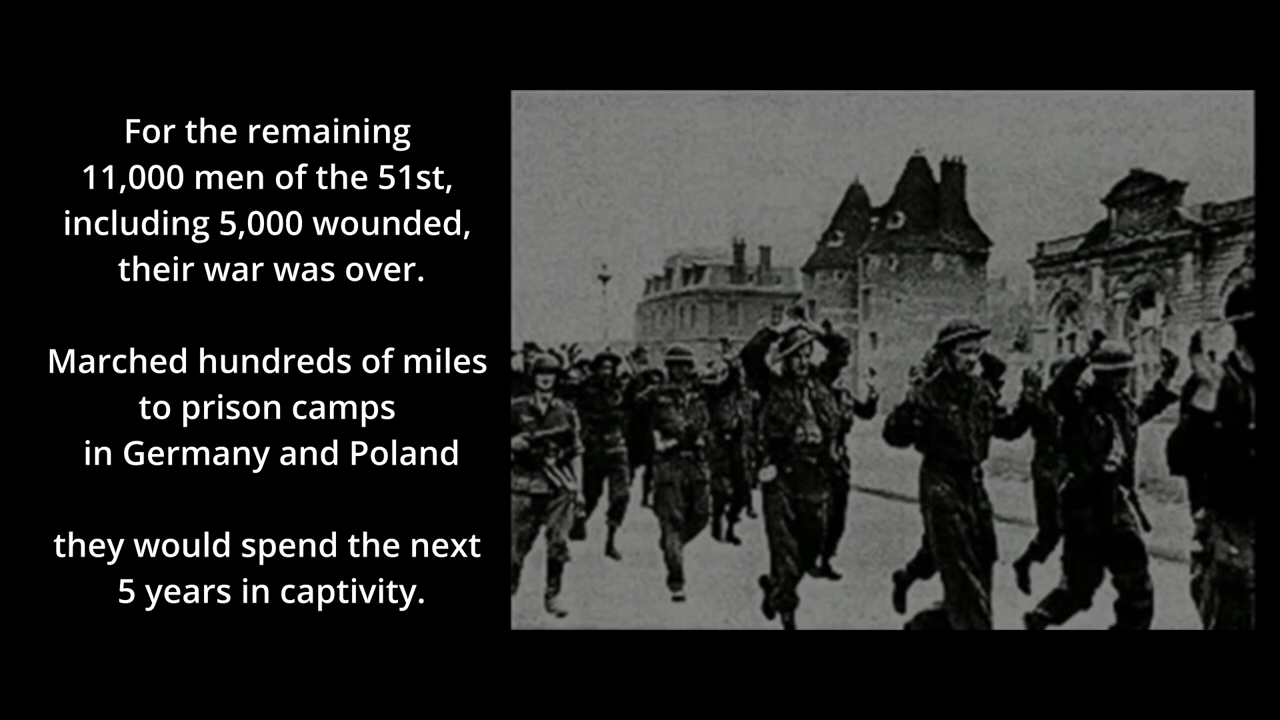 For the remaining
11,000 men of the 51st,
including 5,000 wounded,
their war was over.
Marched hundreds of miles
to prison camps
in Germany and Poland
they would spend the next
5 years in captivity.